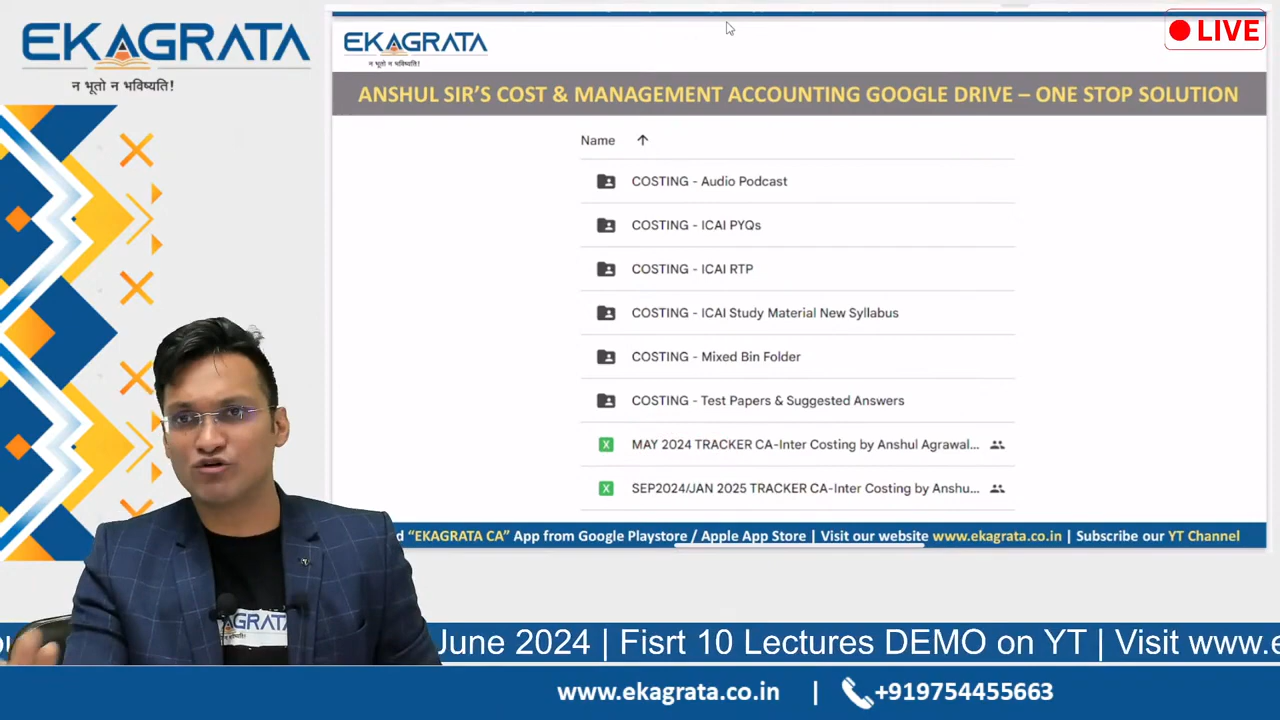 EKAGRATA
न भूतो न भविष्यति!
LIVE
EKAGRATA
न भूतो न भविष्यति!
ANSHUL SIR'S COST & MANAGEMENT ACCOUNTING GOOGLE DRIVE – ONE STOP SOLUTION
Name
COSTING - Audio Podcast
COSTING - ICAI PYQs
COSTING - ICAI RTP
COSTING - ICAI Study Material New Syllabus
COSTING - Mixed Bin Folder
COSTING - Test Papers & Suggested Answers
MAY 2024 TRACKER CA-Inter Costing by Anshul Agrawal...
SEP2024/JAN 2025 TRACKER CA-Inter Costing by Anshu...
d “EKAGRATA CA” App from Google Playstore / Apple App Store | Visit our website www.ekagrata.co.in | Subscribe our YT Channel
AGRATA
June 2024 | Fisrt 10 Lectures DEMO on YT | Visit www.e
www.ekagrata.co.in | +919754455663